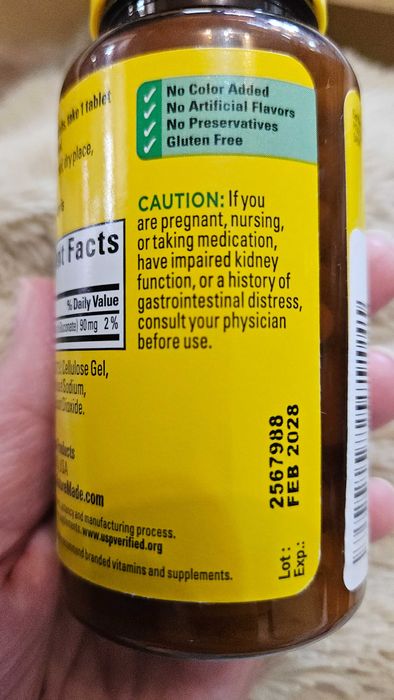 take 1 tablet
dry place,
No Color Added
No Artificial Flavors
No Preservatives
Gluten Free
CAUTION: If you
are pregnant, nursing,
or taking medication,
have impaired kidney
function, or a history of
gastrointestinal distress,
consult your physician
before use.
Facts
% Daily Value
90 mg 2%
Cellulose Gel,
Sodium,
Dioxide.
Products
USA
Made.com
and manufacturing process.
www.uspverified.org
branded vitamins and supplements.
Lot: 2567988
Exp.: FEB 2028